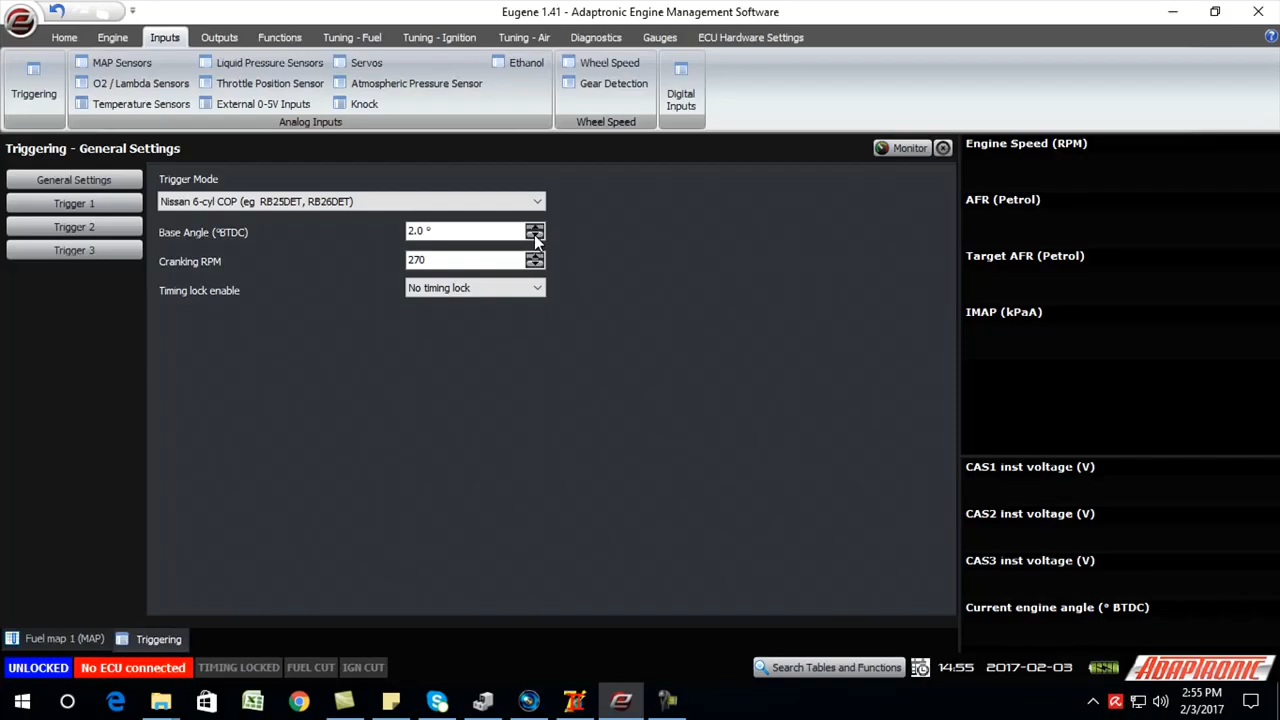 Eugene 1.41 - Adaptronic Engine Management Software
Home Engine Inputs Outputs Functions Tuning - Fuel Tuning - Ignition Tuning - Air Diagnostics Gauges ECU Hardware Settings
Triggering
MAP Sensors Liquid Pressure Sensors Servos Ethanol
O2 / Lambda Sensors Throttle Position Sensor Atmospheric Pressure Sensor
Temperature Sensors External 0-5V Inputs Knock
Analog Inputs
Wheel Speed
Gear Detection
Wheel Speed
Digital
Inputs
Triggering - General Settings
Monitor
General Settings
Trigger 1
Trigger 2
Trigger 3
Trigger Mode
Nissan 6-cyl COP (eg RB25DET, RB26DET)
Base Angle (ºBTDC) 2.0 º
Cranking RPM 270
Timing lock enable No timing lock
Engine Speed (RPM)
AFR (Petrol)
Target AFR (Petrol)
IMAP (kPaA)
CAS1 inst voltage (V)
CAS2 inst voltage (V)
CAS3 inst voltage (V)
Current engine angle (° BTDC)
Fuel map 1 (MAP) Triggering
UNLOCKED No ECU connected TIMING LOCKED FUEL CUT IGN CUT Search Tables and Functions 14:55 2017-02-03 ADAPTRONIC
2:55 PM
2/3/2017